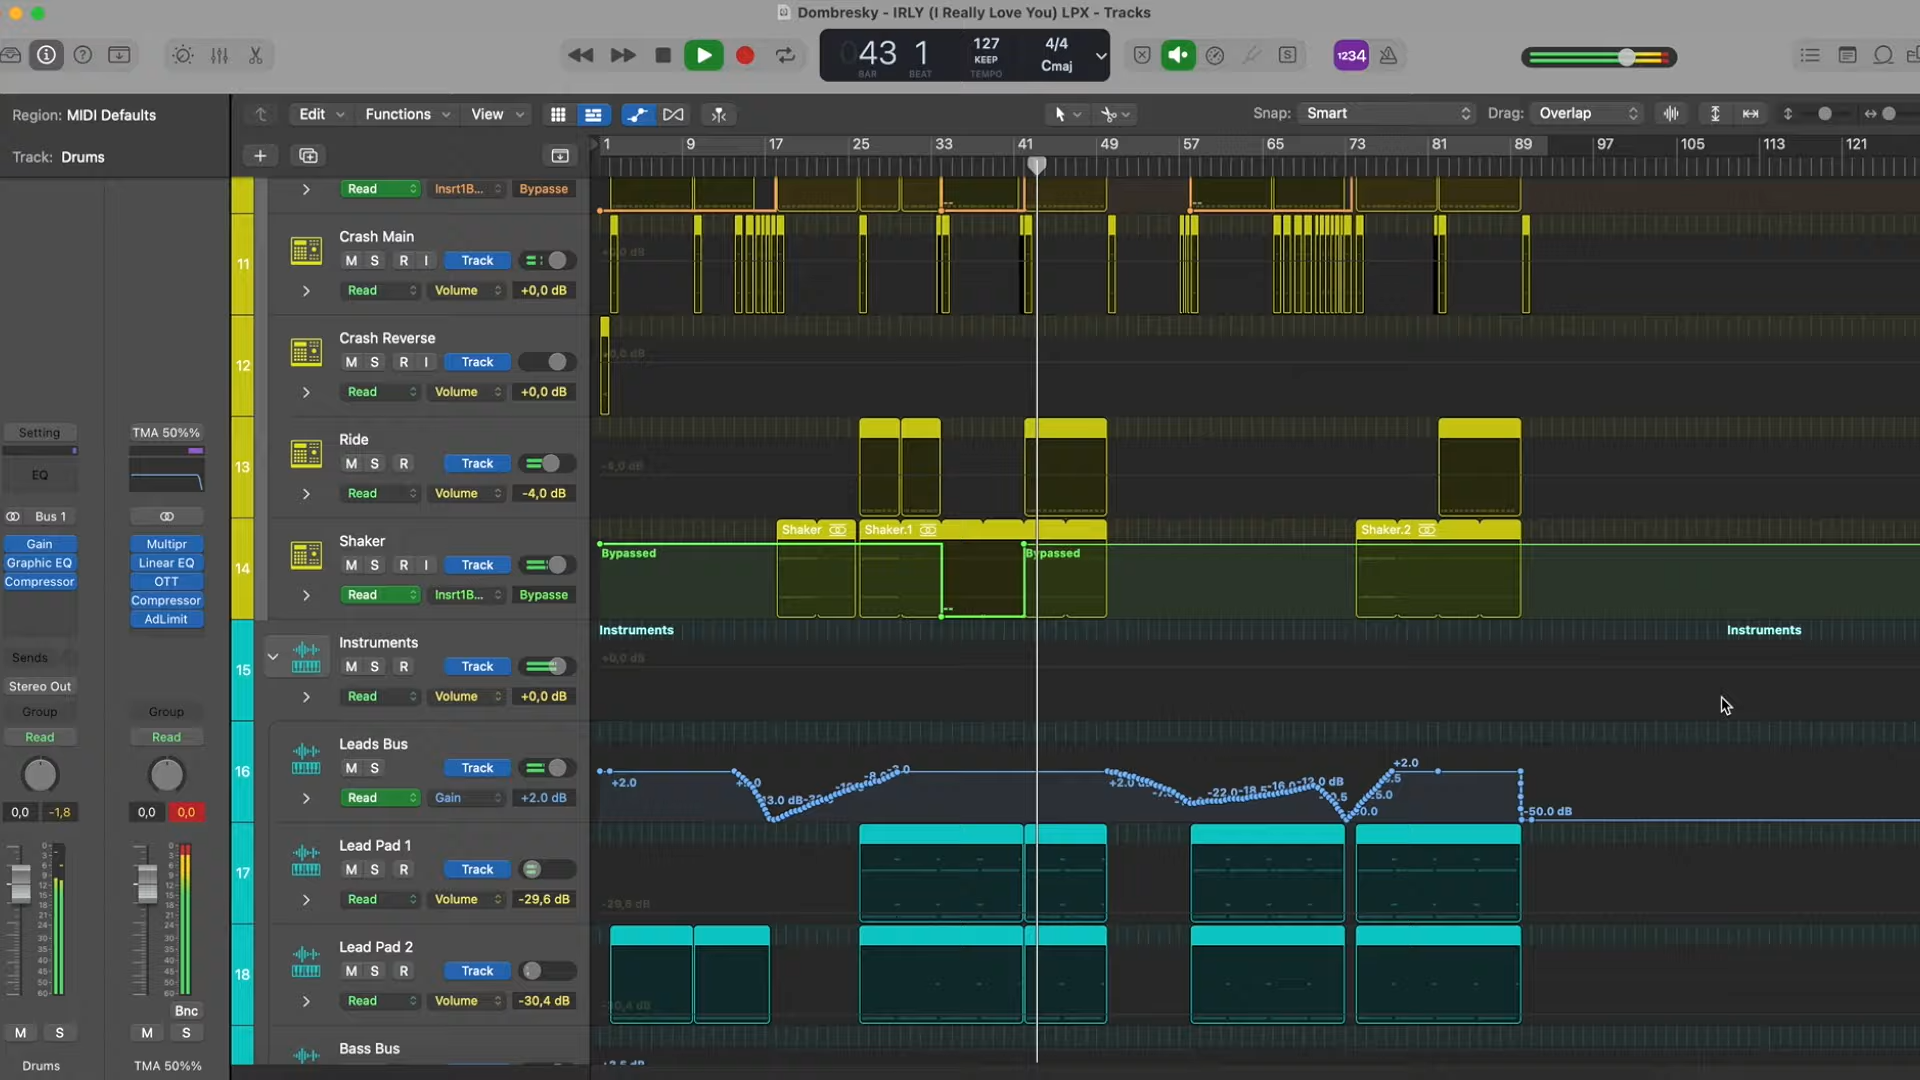 Dombresky - IRLY (I Really Love You) LPX - Tracks
43 1 127 KEEP 4/4 Cmaj
BAR BEAT TEMPO
1234
Region: MIDI Defaults
Edit Functions View Snap: Smart Drag: Overlap
Track: Drums
1 9 17 25 33 41 49 57 65 73 81 89 97 105 113 121
Read Insrt1B... Bypasse
11 Crash Main
M S R I Track
Read Volume +0,0 dB
12 Crash Reverse
M S R I Track
Read Volume +0,0 dB
13 Ride
M S R Track
Read Volume -4,0 dB
14 Shaker
M S R I Track
Read Insrt1B... Bypasse
Shaker Shaker.1 Shaker.2
Bypassed Bypassed
15 Instruments
M S R Track
Read Volume +0,0 dB
Instruments Instruments
+0,0 dB
16 Leads Bus
M S Track
Read Gain +2.0 dB
+2.0
+2.0
-50.0 dB
17 Lead Pad 1
M S R Track
Read Volume -29,6 dB
18 Lead Pad 2
M S R Track
Read Volume -30,4 dB
Bass Bus
Setting TMA 50%%
EQ
Bus 1
Gain Multipr
Graphic EQ Linear EQ
Compressor OTT
Compressor
AdLimit
Sends
Stereo Out
Group Group
Read Read
0,0 -1,8 0,0 0,0
Bnc
M S M S
Drums TMA 50%%